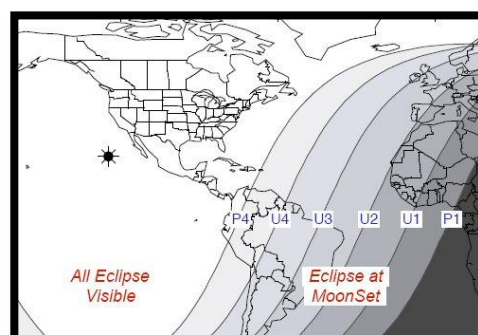 P4 U4 U3 U2 U1 P1
All Eclipse
Visible
Eclipse at
MoonSet